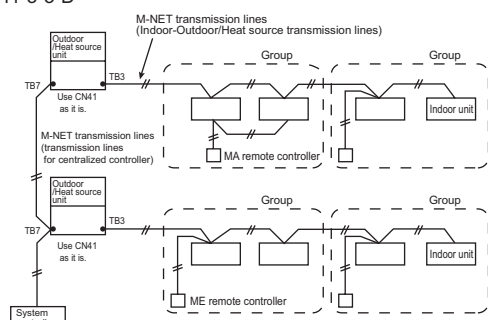 M-NET transmission lines
(Indoor-Outdoor/Heat source transmission lines)
Outdoor
/Heat source
unit
Group
Group
TB7
TB3
Use CN41
as it is.
Indoor unit
M-NET transmission lines
(transmission lines
for centralized controller)
MA remote controller
Outdoor
/Heat source
unit
Group
Group
TB7
TB3
Use CN41
as it is.
Indoor unit
ME remote controller
System